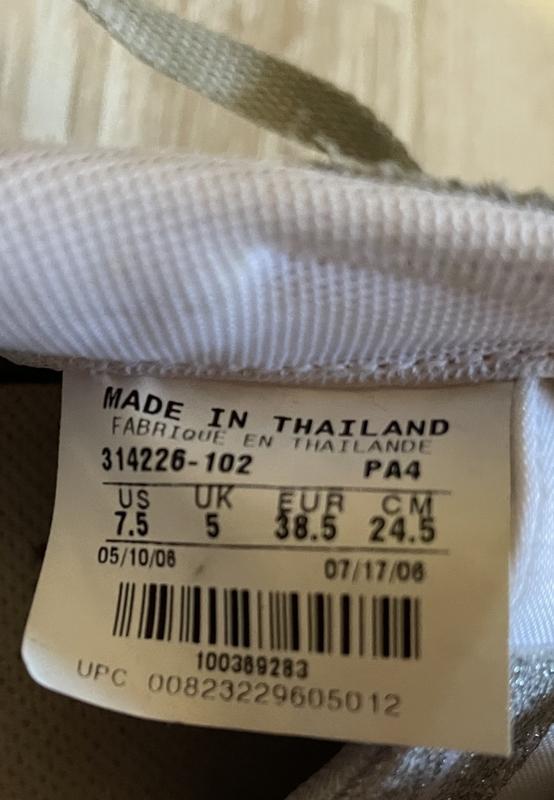 MADE IN THAILAND
FABRIQUE EN THAILANDE
314226-102 PA4
US UK EUR CM
7.5 5 38.5 24.5
05/10/06 07/17/06
100369283
UPC 00823229605012